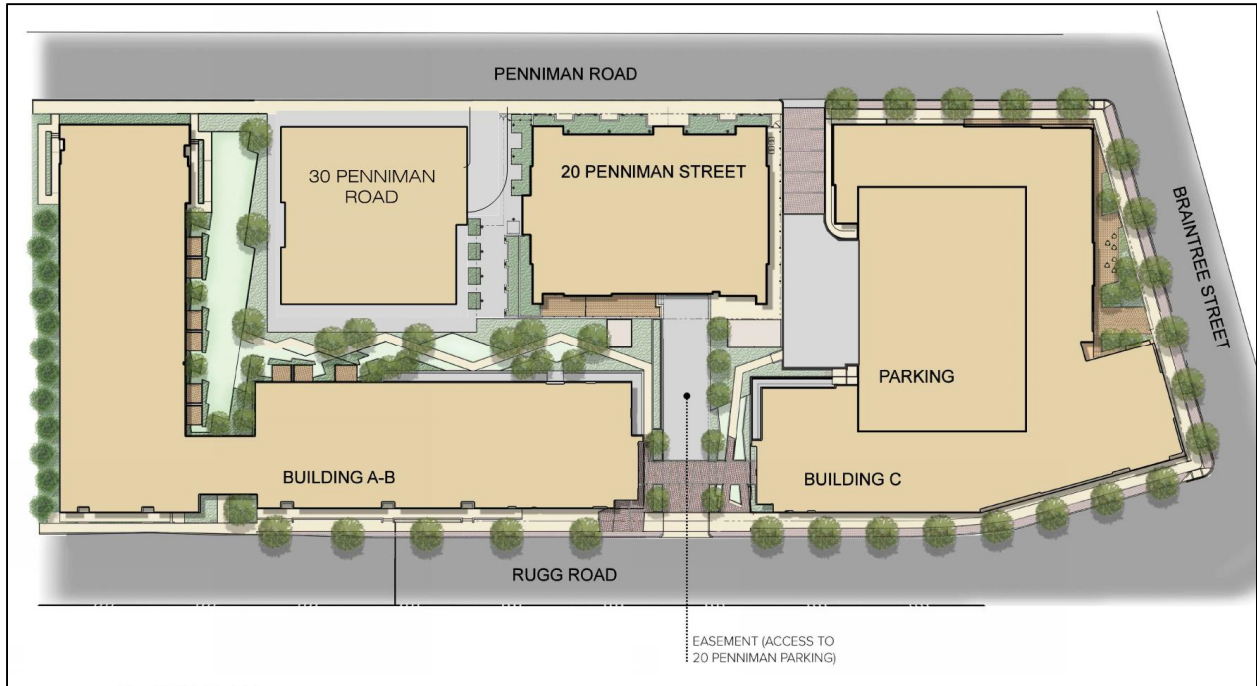 PENNIMAN ROAD
30 PENNIMAN
ROAD
20 PENNIMAN STREET
BRAINTREE STREET
PARKING
BUILDING A-B
BUILDING C
RUGG ROAD
EASEMENT (ACCESS TO
20 PENNIMAN PARKING)